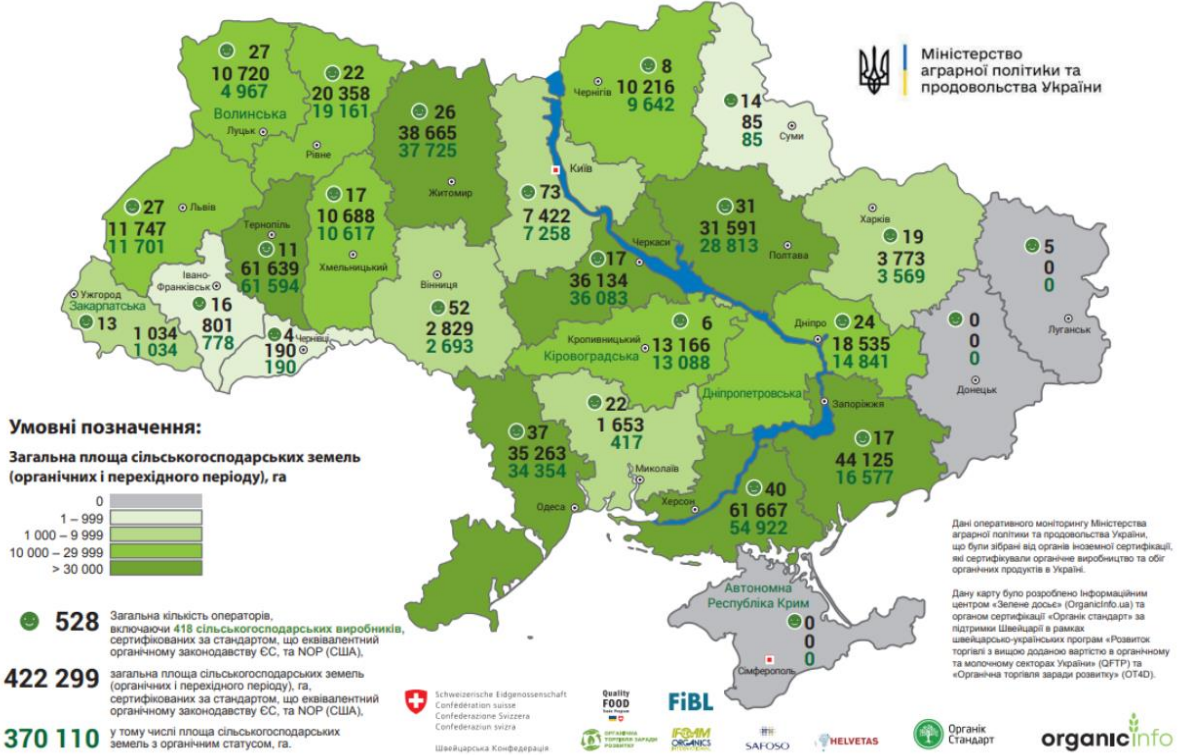 Міністерство
аграрної політики та
продовольства України
27
10 720
4 967
Волинська
Луцьк
22
20 358
19 161
Рівне
26
38 665
37 725
Житомир
73
7 422
7 258
Київ
8
10 216
9 642
Чернігів
14
85
85
Суми
27
11 747
11 701
Львів
Тернопіль
11
61 639
61 594
17
10 688
10 617
Хмельницький
Вінниця
52
2 829
2 693
Черкаси
17
36 134
36 083
31
31 591
28 813
Полтава
Харків
19
3 773
3 569
5
0
0
Луганськ
Ужгород
Закарпатська
13
1 034
1 034
Івано-
Франківськ
16
801
778
4
Чернівці
190
190
Кропивницький
Кіровоградська
6
13 166
13 088
Дніпро
24
18 535
14 841
Дніпропетровська
0
0
0
Донецьк
37
35 263
34 354
Одеса
22
1 653
417
Миколаїв
Запоріжжя
17
44 125
16 577
Херсон
40
61 667
54 922
Автономна
Республіка Крим
0
0
0
Сімферополь
Умовні позначення:
Загальна площа сільськогосподарських земель
(органічних і перехідного періоду), га
0
1 – 999
1 000 – 9 999
10 000 – 29 999
> 30 000
528
Загальна кількість операторів,
включаючи 418 сільськогосподарських виробників,
сертифікованих за стандартом, що еквівалентний
органічному законодавству ЄС, та NOP (США),
422 299
загальна площа сільськогосподарських земель
(органічних і перехідного періоду), га,
сертифікованих за стандартом, що еквівалентний
органічному законодавству ЄС, та NOP (США),
370 110
у тому числі площа сільськогосподарських
земель з органічним статусом, га.
Дані оперативного моніторингу Міністерства
аграрної політики та продовольства України,
що були зібрані від органів іноземної сертифікації,
які сертифікували органічне виробництво та обіг
органічних продуктів в Україні.
Дану карту було розроблено Інформаційним
центром «Зелене досьє» (OrganicInfo.ua) та
органом сертифікації «Органік стандарт» за
підтримки Швейцарії в рамках
швейцарсько-українських програм «Розвиток
торгівлі з вищою доданою вартістю в органічному
та молочному секторах України» (QFTP) та
«Органічна торгівля заради розвитку» (OT4D).
Schweizerische Eidgenossenschaft
Confédération suisse
Confederazione Svizzera
Confederaziun svizra
Швейцарська Конфедерація
Quality
FOOD
Trade Program
ОРГАНІЧНА
ТОРГІВЛЯ ЗАРАДИ
РОЗВИТКУ
FiBL
IFOAM
ORGANICS
INTERNATIONAL
SAFOSO
HELVETAS
Органік
Стандарт
organicinfo